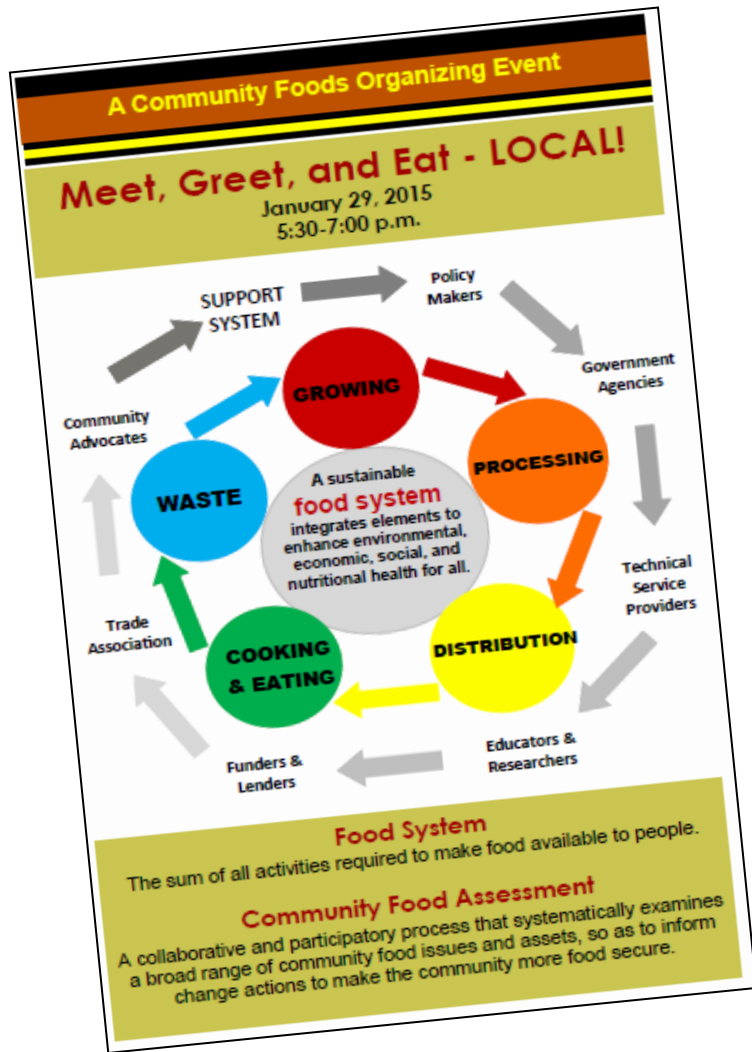 A Community Foods Organizing Event
Meet, Greet, and Eat - LOCAL!
January 29, 2015
5:30-7:00 p.m.
SUPPORT
SYSTEM
Policy
Makers
Government
Agencies
Technical
Service
Providers
Educators &
Researchers
Funders &
Lenders
Trade
Association
Community
Advocates
GROWING
PROCESSING
DISTRIBUTION
COOKING
& EATING
WASTE
A sustainable
food system
integrates elements to
enhance environmental,
economic, social, and
nutritional health for all.
Food System
The sum of all activities required to make food available to people.
Community Food Assessment
A collaborative and participatory process that systematically examines
a broad range of community food issues and assets, so as to inform
change actions to make the community more food secure.